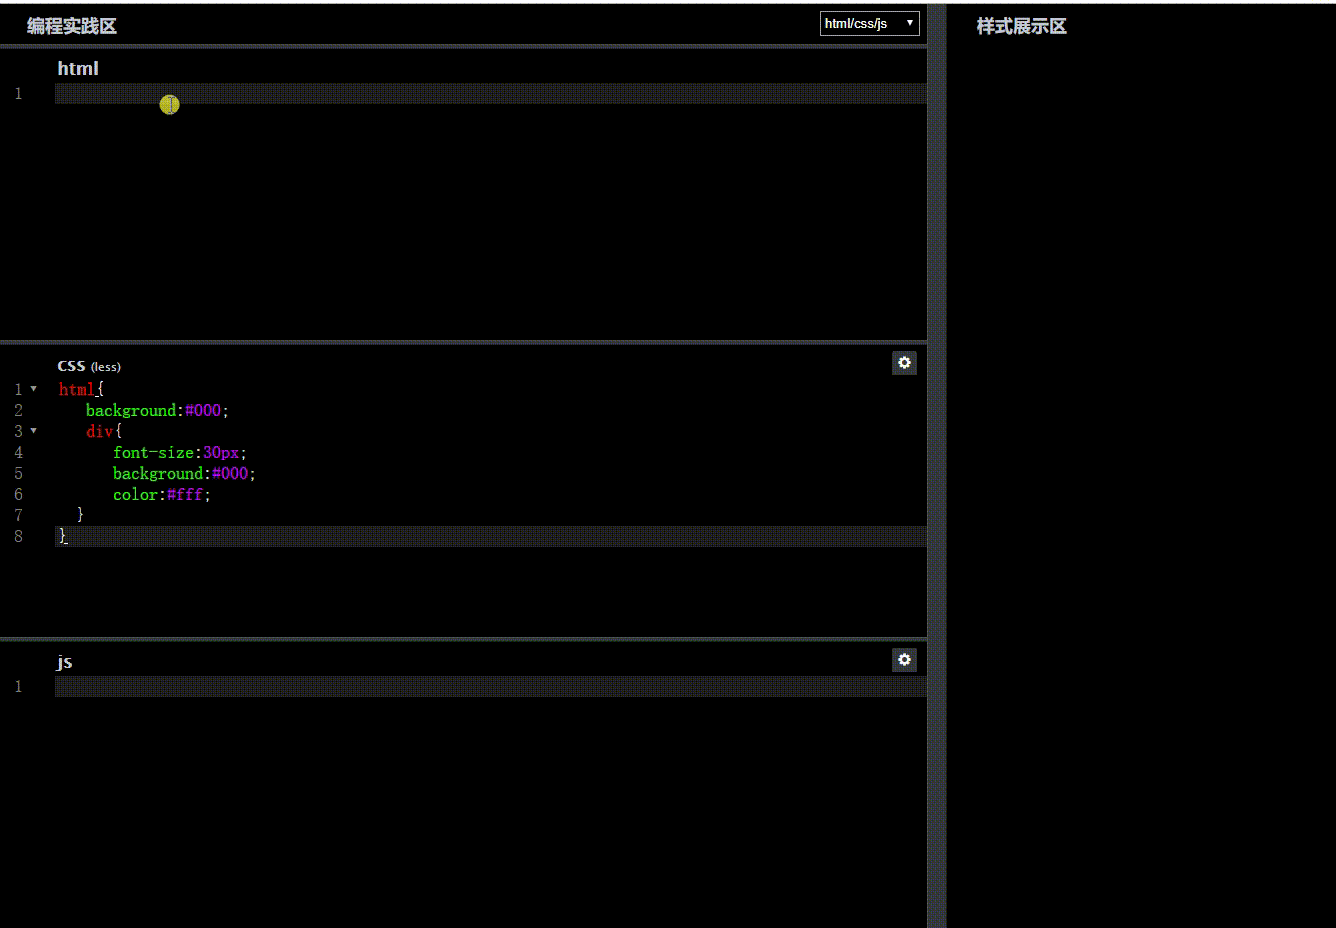 编程实践区
html/css/js
样式展示区
html
1
CSS (less)
1 html{
2 background:#000;
3 div{
4 font-size:30px;
5 background:#000;
6 color:#fff;
7 }
8 }
js
1